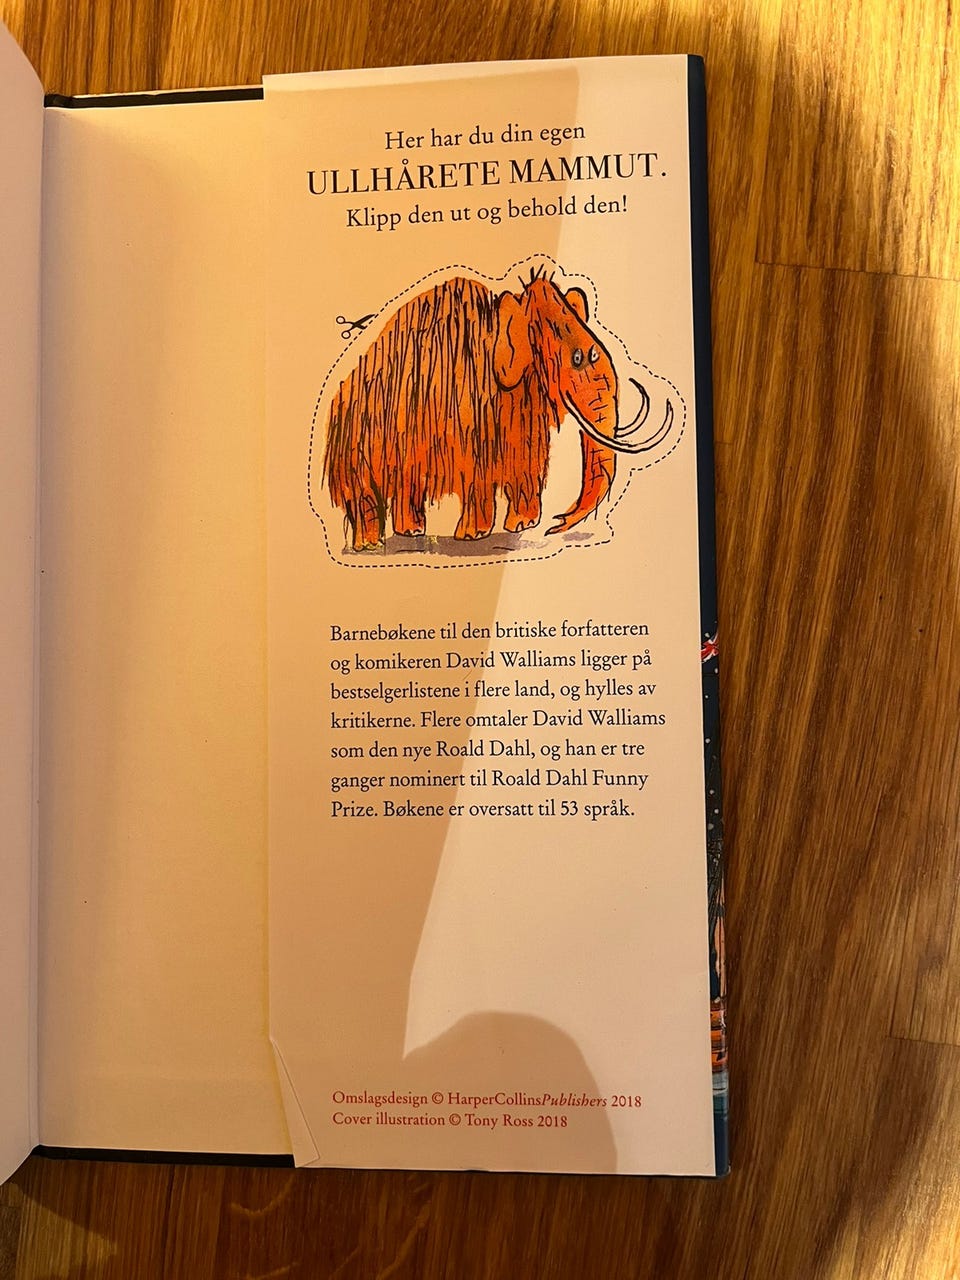 Her har du din egen
ULLHÅRETE MAMMUT.
Klipp den ut og behold den!
Barnebøkene til den britiske forfatteren
og komikeren David Walliams ligger på
bestselgerlistene i flere land, og hylles av
kritikerne. Flere omtaler David Walliams
som den nye Roald Dahl, og han er tre
ganger nominert til Roald Dahl Funny
Prize. Bøkene er oversatt til 53 språk.
Omslagsdesign © HarperCollinsPublishers 2018
Cover illustration © Tony Ross 2018